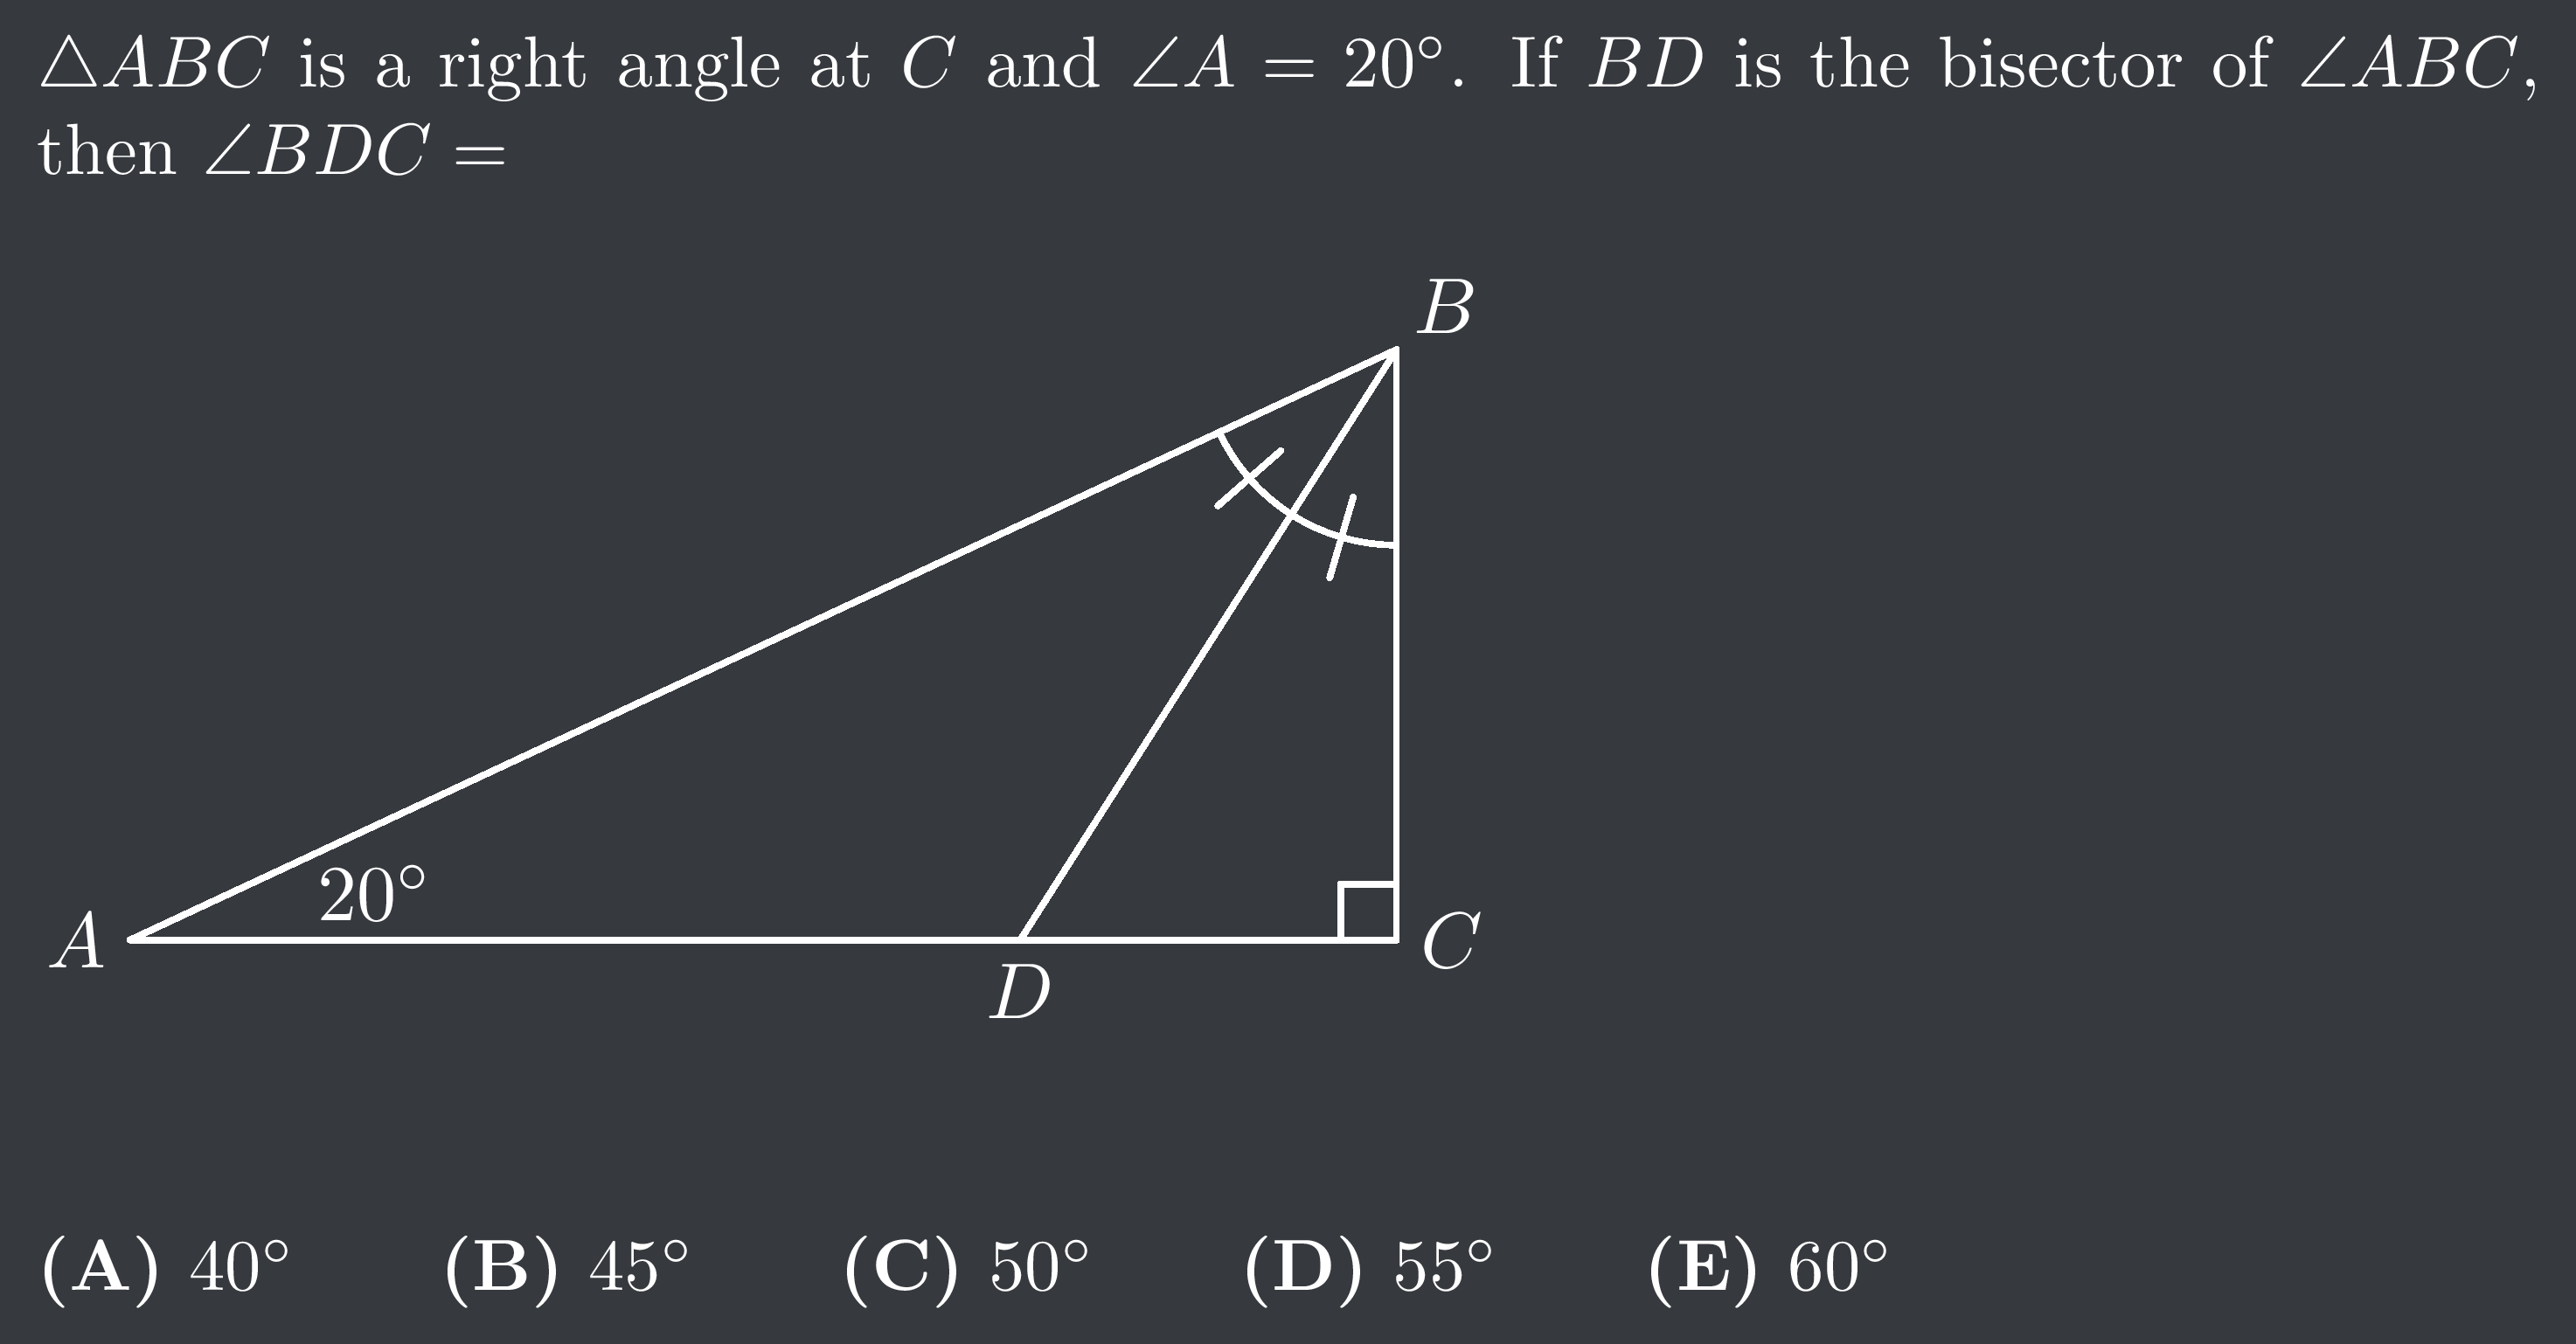 △ABC is a right angle at C and ∠A = 20°. If BD is the bisector of ∠ABC,
then ∠BDC =
B
20°
A
C
D
(A) 40° (B) 45° (C) 50° (D) 55° (E) 60°